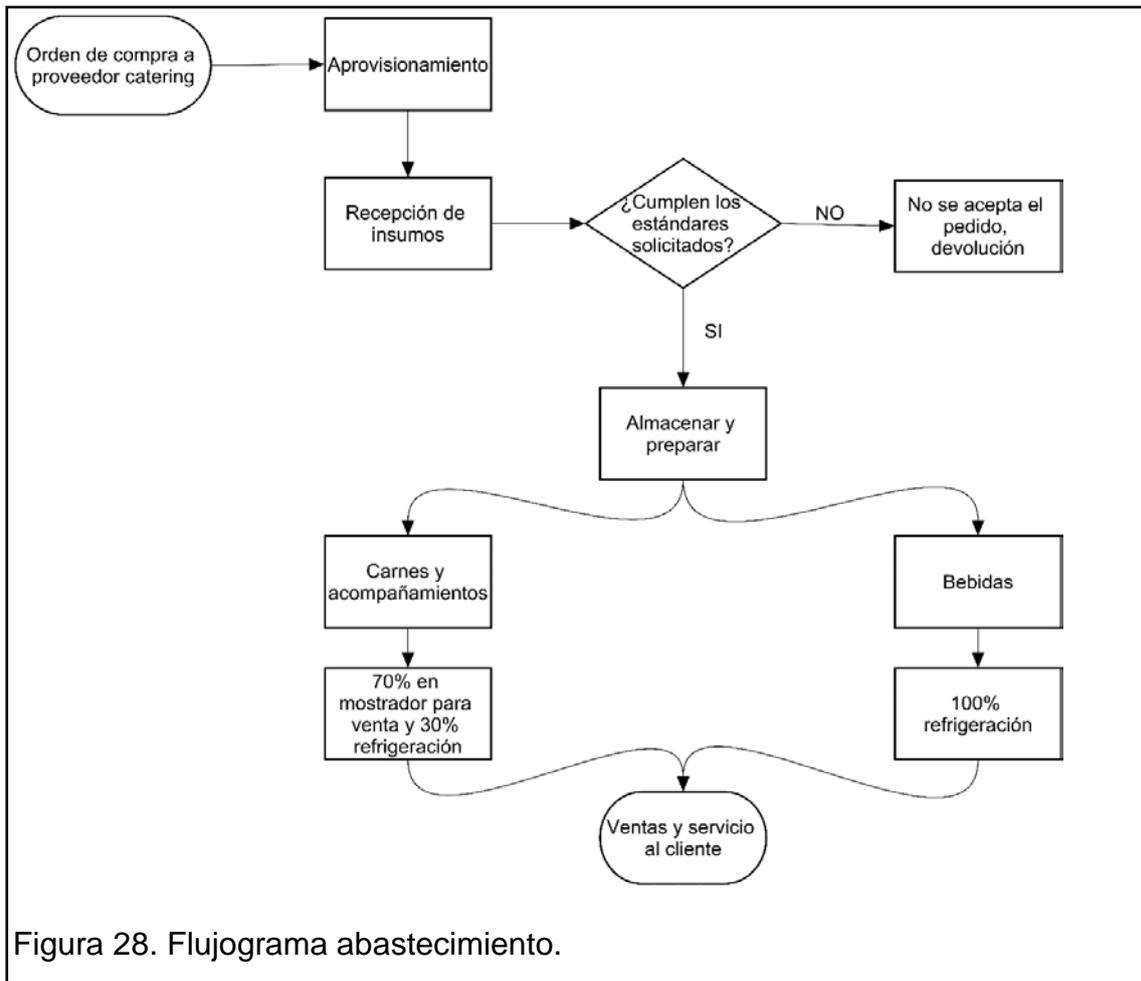 Orden de compra a
proveedor catering
Aprovisionamiento
Recepción de
insumos
¿Cumplen los
estándares
solicitados?
NO
No se acepta el
pedido,
devolución
SI
Almacenar y
preparar
Carnes y
acompañamientos
Bebidas
70% en
mostrador para
venta y 30%
refrigeración
100%
refrigeración
Ventas y servicio
al cliente
Figura 28. Flujograma abastecimiento.